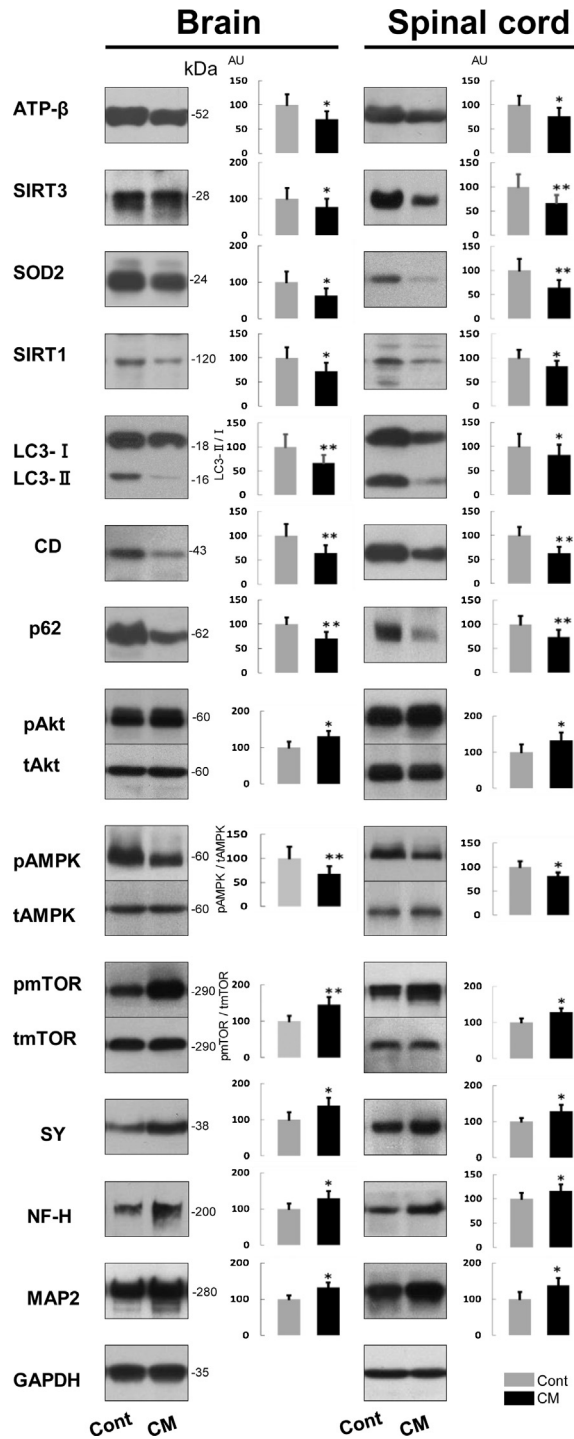 Brain Spinal cord
kDa AU
ATP-β -52 150 100 50 0 * 150 100 50 0 *
SIRT3 -28 200 100 0 * 150 100 50 0 **
SOD2 -24 200 100 0 * 150 100 50 0 **
SIRT1 -120 150 100 50 0 * 150 100 50 0 *
LC3-Ⅰ -18
LC3-Ⅱ -16 LC3-Ⅱ / Ⅰ 150 100 50 0 ** 150 100 50 0 *
CD -43 150 100 50 0 ** 150 100 50 0 **
p62 -62 150 100 50 0 ** 150 100 50 0 **
pAkt -60 200 100 0 * 200 100 0 *
tAkt -60
pAMPK -60 pAMPK / tAMPK 150 100 50 0 ** 150 100 50 0 *
tAMPK -60
pmTOR -290 pmTOR / tmTOR 200 100 0 ** 200 100 0 *
tmTOR -290
SY -38 200 100 0 * 200 100 0 *
NF-H -200 200 100 0 * 150 100 50 0 *
MAP2 -280 200 100 0 * 200 100 0 *
GAPDH -35
Cont
CM
Cont CM Cont CM